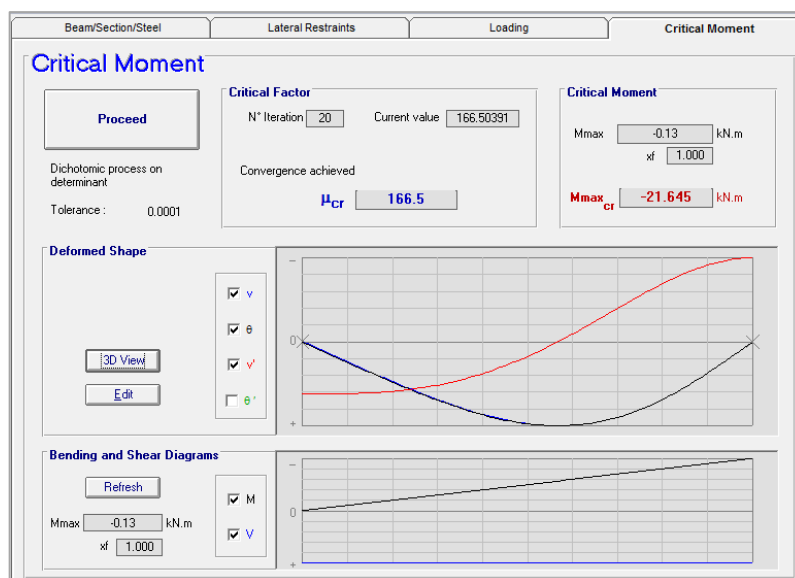 Beam/Section/Steel Lateral Restraints Loading Critical Moment
Critical Moment
Proceed
Dichotomic process on
determinant
Tolerance : 0.0001
Critical Factor
N° Iteration 20 Current value 166.50391
Convergence achieved
μcr 166.5
Critical Moment
Mmax -0.13 kN.m
xf 1.000
Mmaxcr -21.645 kN.m
Deformed Shape
v
θ
v'
θ'
3D View
Edit
−
0
+
Bending and Shear Diagrams
Refresh
Mmax -0.13 kN.m
xf 1.000
M
V
−
0
+